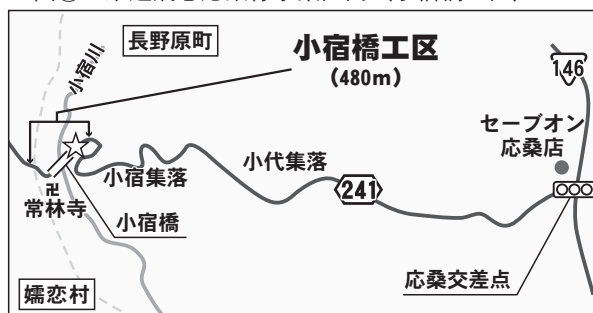 長野原町
小宿橋工区
(480m)
小宿川
146
セーブオン
応桑店
小代集落
小宿集落
241
卍
常林寺
小宿橋
応桑交差点
嬬恋村